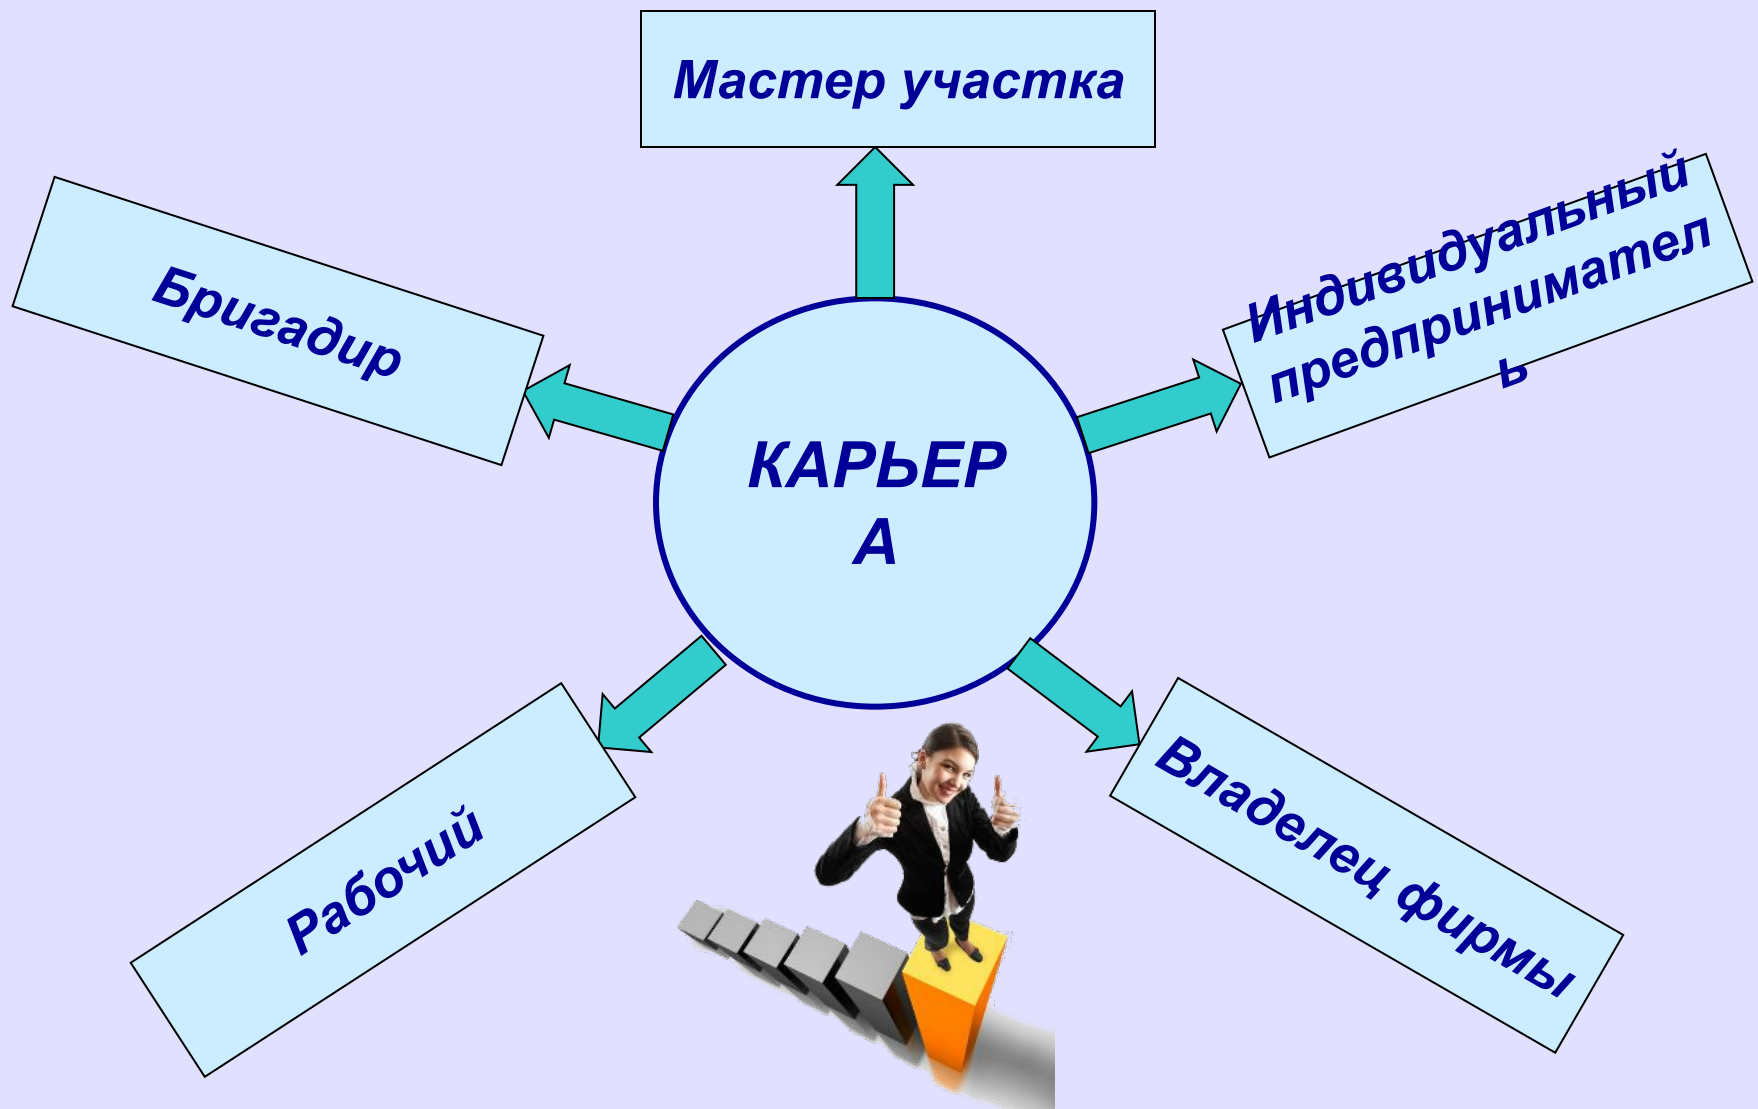 Мастер участка
Бригадир
Индивидуальный
предпринимател
ь
КАРЬЕР
А
Рабочий
Владелец фирмы